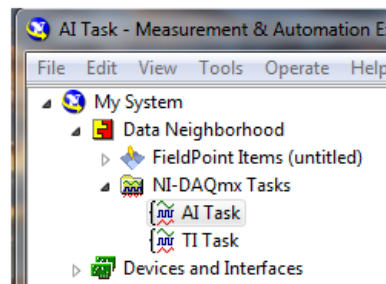 AI Task - Measurement & Automation E
File Edit View Tools Operate Help
My System
Data Neighborhood
FieldPoint Items (untitled)
NI-DAQmx Tasks
AI Task
TI Task
Devices and Interfaces